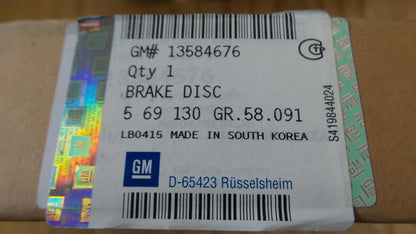 GM# 13584676
Qty 1
BRAKE DISC
5 69 130 GR.58.091
LB0415 MADE IN SOUTH KOREA
GM
D-65423 Rüsselsheim
S419844024